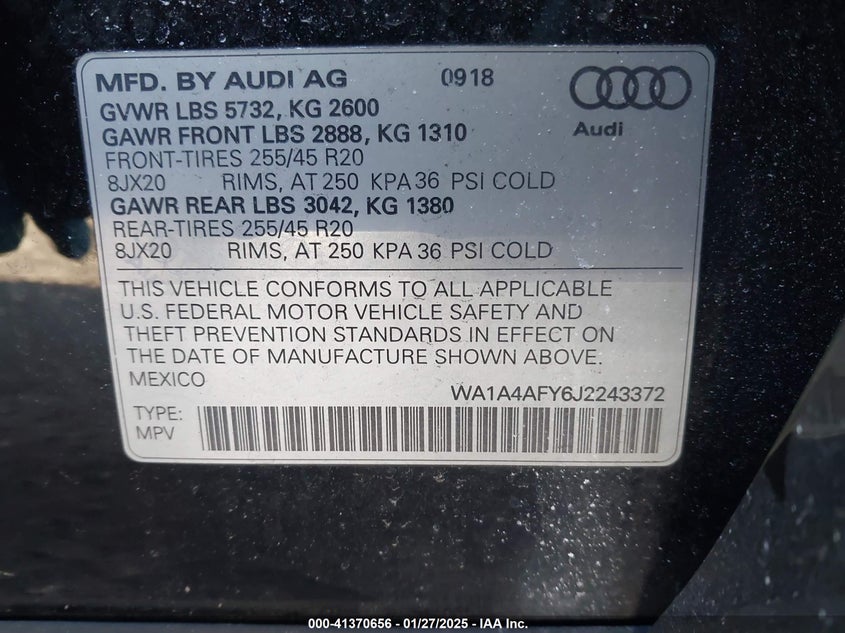 MFD. BY AUDI AG 0918
Audi
GVWR LBS 5732, KG 2600
GAWR FRONT LBS 2888, KG 1310
FRONT-TIRES 255/45 R20
8JX20 RIMS, AT 250 KPA 36 PSI COLD
GAWR REAR LBS 3042, KG 1380
REAR-TIRES 255/45 R20
8JX20 RIMS, AT 250 KPA 36 PSI COLD
THIS VEHICLE CONFORMS TO ALL APPLICABLE
U.S. FEDERAL MOTOR VEHICLE SAFETY AND
THEFT PREVENTION STANDARDS IN EFFECT ON
THE DATE OF MANUFACTURE SHOWN ABOVE.
MEXICO
WA1A4AFY6J2243372
TYPE:
MPV
000-41370656 - 01/27/2025 - IAA Inc.